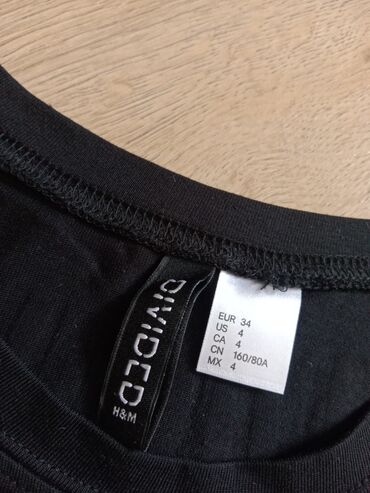 DIVIDED
H&M
EUR 34
US 4
CA 4
CN 160/80A
MX 4